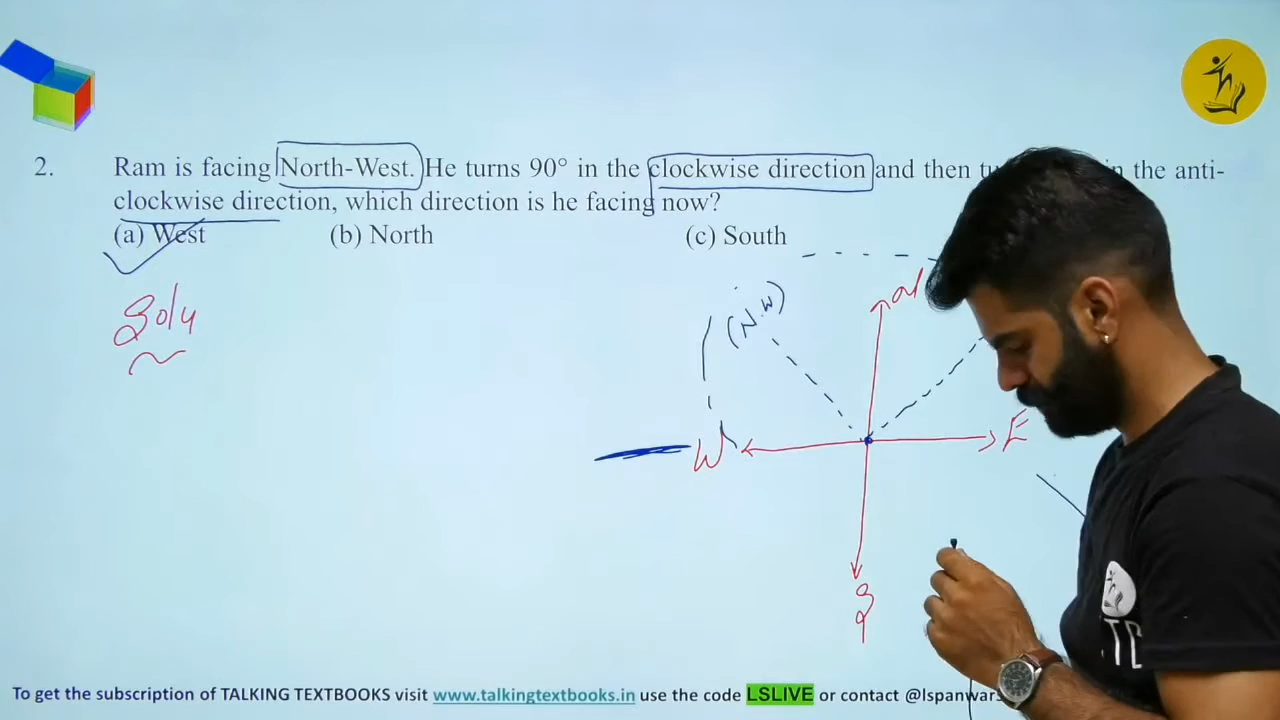 2. Ram is facing North-West. He turns 90° in the clockwise direction and then in the anti-
clockwise direction, which direction is he facing now?
(a) West (b) North (c) South
Solu
(N.W)
N
W
E
S
To get the subscription of TALKING TEXTBOOKS visit www.talkingtextbooks.in use the code LSLIVE or contact @lspanwar